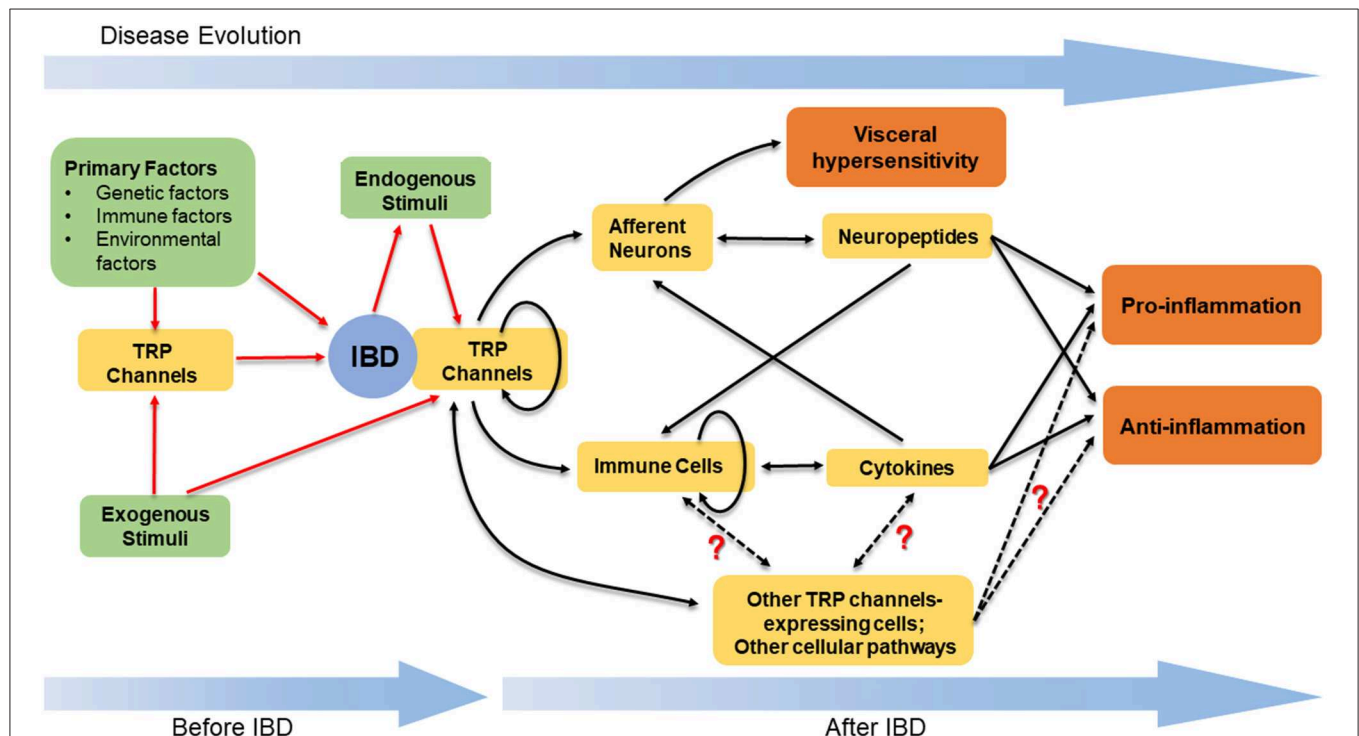 Disease Evolution
Primary Factors
• Genetic factors
• Immune factors
• Environmental
factors
Endogenous
Stimuli
Visceral
hypersensitivity
Afferent
Neurons
Neuropeptides
Pro-inflammation
TRP
Channels
IBD
TRP
Channels
Anti-inflammation
Immune Cells
Cytokines
Exogenous
Stimuli
?
?
?
Other TRP channels-
expressing cells;
Other cellular pathways
Before IBD
After IBD